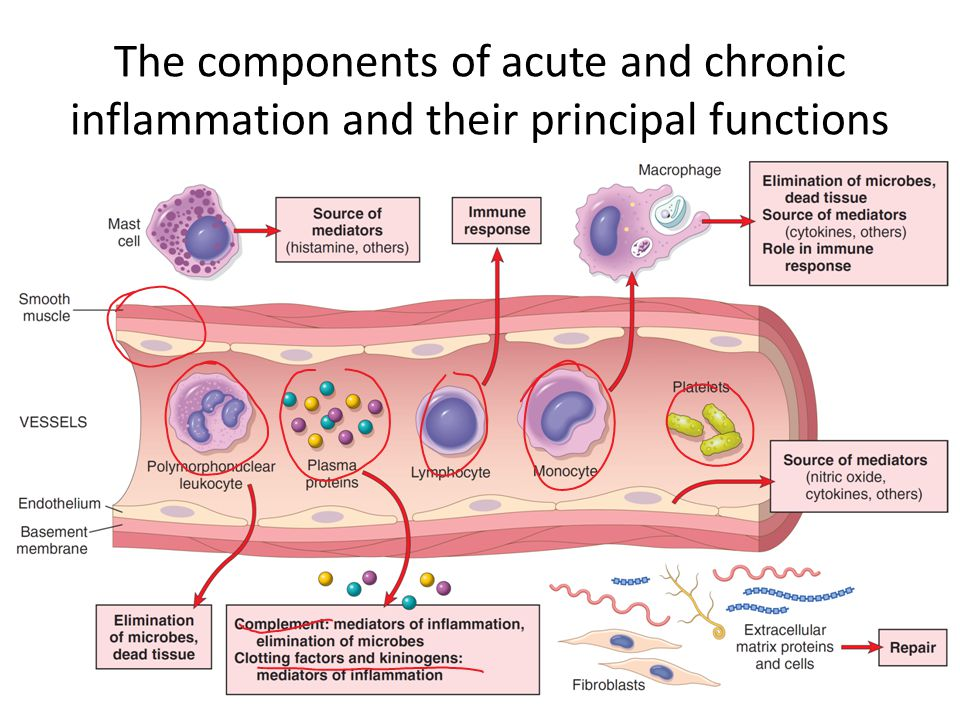 The components of acute and chronic
inflammation and their principal functions
Mast
cell
Source of
mediators
(histamine, others)
Immune
response
Macrophage
Elimination of microbes,
dead tissue
Source of mediators
(cytokines, others)
Role in immune
response
Smooth
muscle
VESSELS
Polymorphonuclear
leukocyte
Plasma
proteins
Lymphocyte
Monocyte
Platelets
Source of mediators
(nitric oxide,
cytokines, others)
Endothelium
Basement
membrane
Elimination
of microbes,
dead tissue
Complement: mediators of inflammation,
elimination of microbes
Clotting factors and kininogens:
mediators of inflammation
Fibroblasts
Extracellular
matrix proteins
and cells
Repair